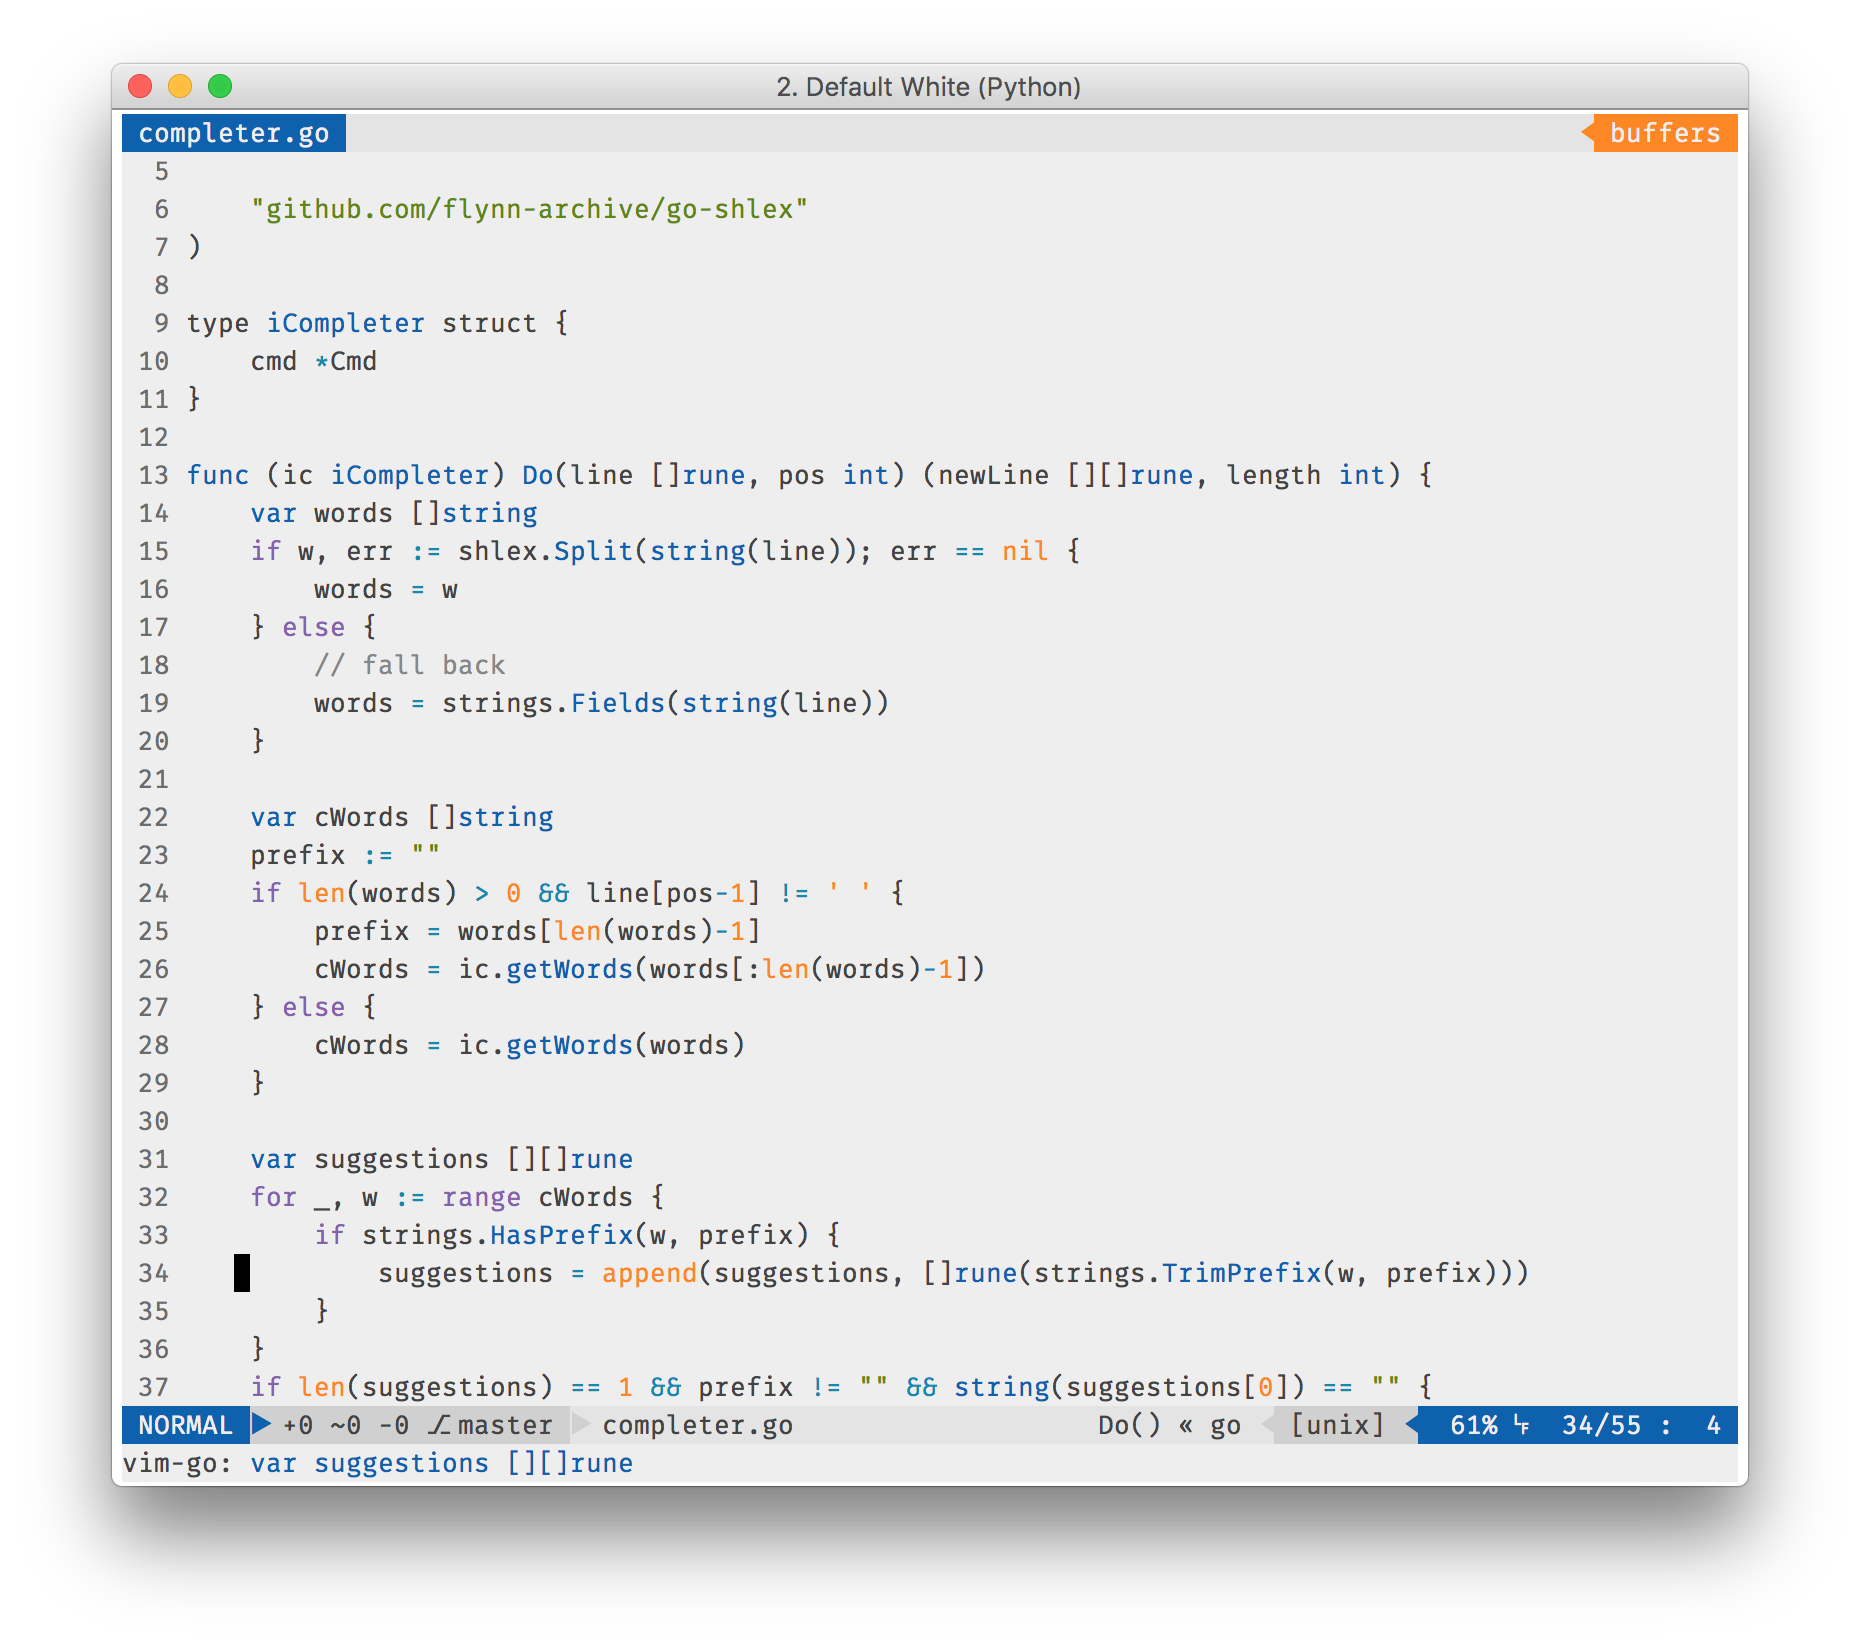 2. Default White (Python)
completer.go buffers
5
6     "github.com/flynn-archive/go-shlex"
7 )
8
9 type iCompleter struct {
10     cmd *Cmd
11 }
12
13 func (ic iCompleter) Do(line []rune, pos int) (newLine [][]rune, length int) {
14     var words []string
15     if w, err := shlex.Split(string(line)); err == nil {
16         words = w
17     } else {
18         // fall back
19         words = strings.Fields(string(line))
20     }
21
22     var cWords []string
23     prefix := ""
24     if len(words) > 0 && line[pos-1] != ' ' {
25         prefix = words[len(words)-1]
26         cWords = ic.getWords(words[:len(words)-1])
27     } else {
28         cWords = ic.getWords(words)
29     }
30
31     var suggestions [][]rune
32     for _, w := range cWords {
33         if strings.HasPrefix(w, prefix) {
34             suggestions = append(suggestions, []rune(strings.TrimPrefix(w, prefix)))
35         }
36     }
37     if len(suggestions) == 1 && prefix != "" && string(suggestions[0]) == "" {
NORMAL +0 ~0 -0 ⎇ master completer.go Do() « go [unix] 61% ␊ 34/55 : 4
vim-go: var suggestions [][]rune